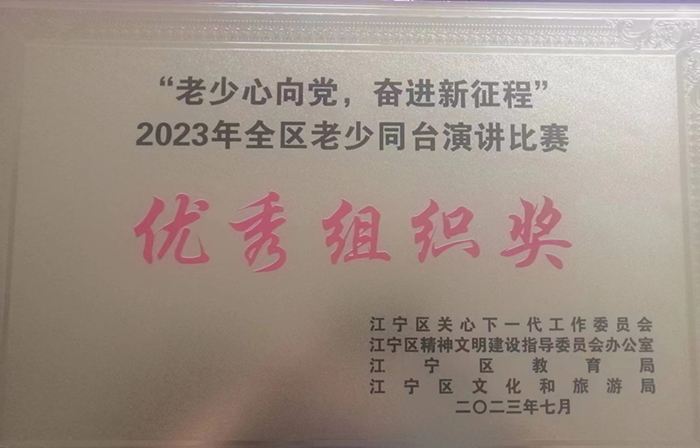 “老少心向党，奋进新征程”
2023年全区老少同台演讲比赛
优秀组织奖
江宁区关心下一代工作委员会
江宁区精神文明建设指导委员会办公室
江宁区教育局
江宁区文化和旅游局
二〇二三年七月